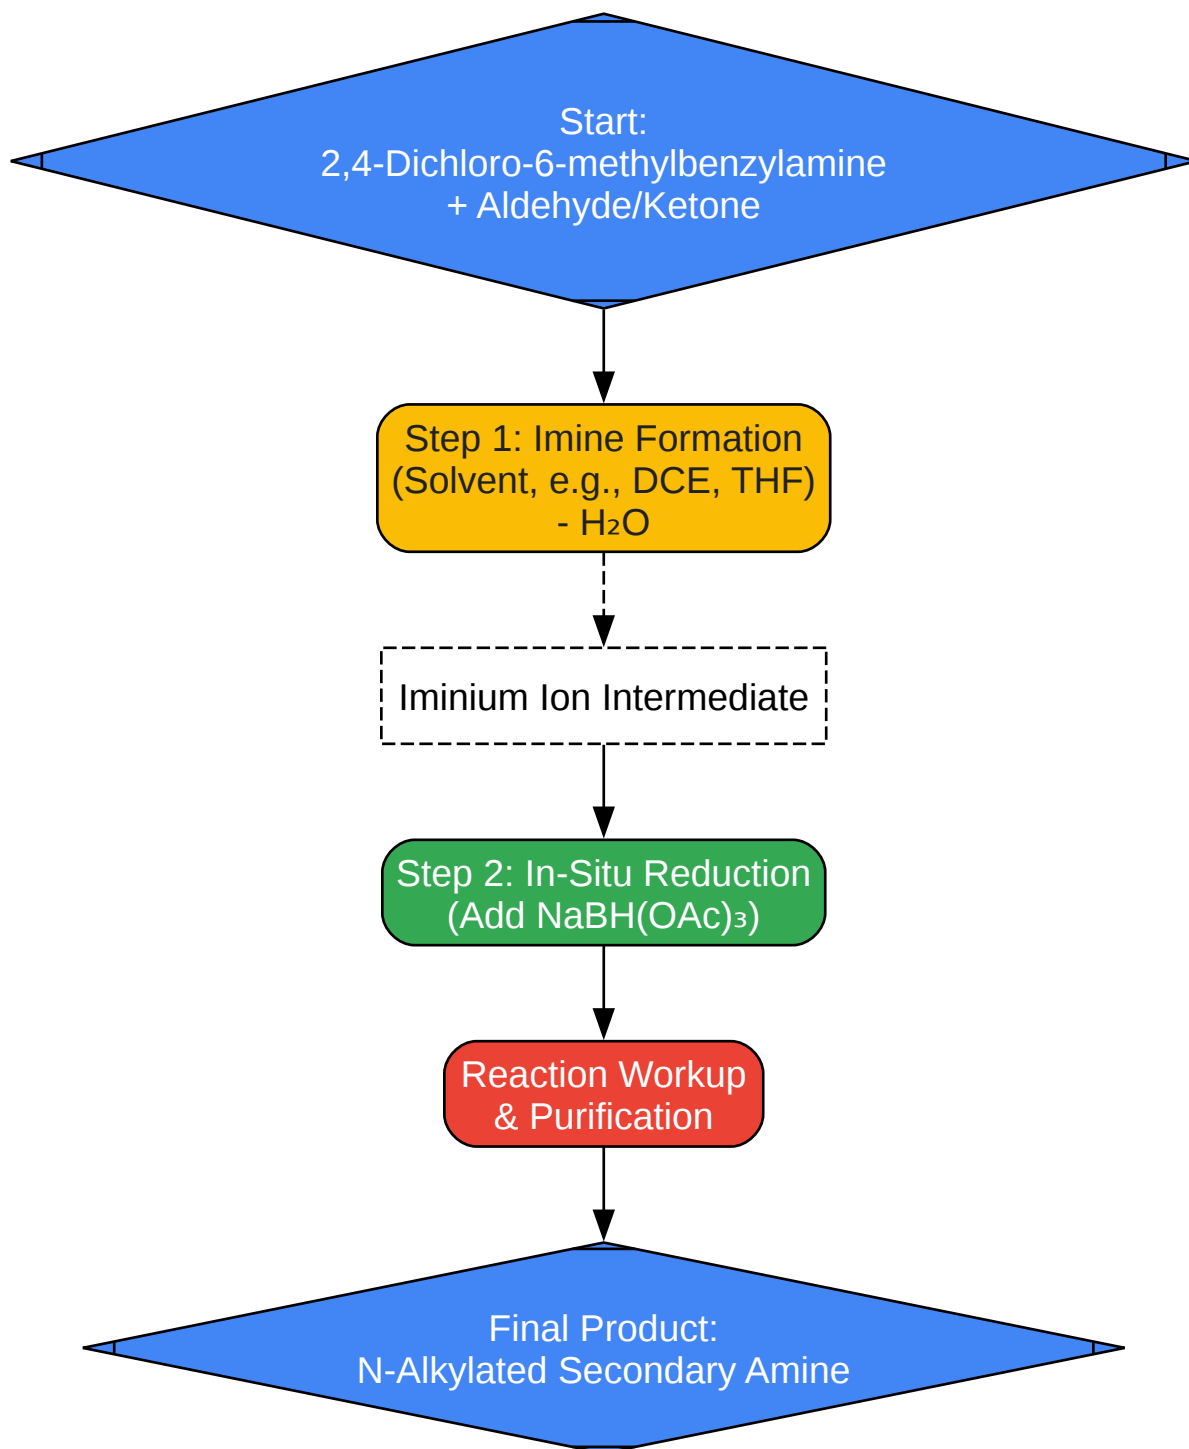 Start:
2,4-Dichloro-6-methylbenzylamine
+ Aldehyde/Ketone
Step 1: Imine Formation
(Solvent, e.g., DCE, THF)
- H₂O
Iminium Ion Intermediate
Step 2: In-Situ Reduction
(Add NaBH(OAc)₃)
Reaction Workup
& Purification
Final Product:
N-Alkylated Secondary Amine